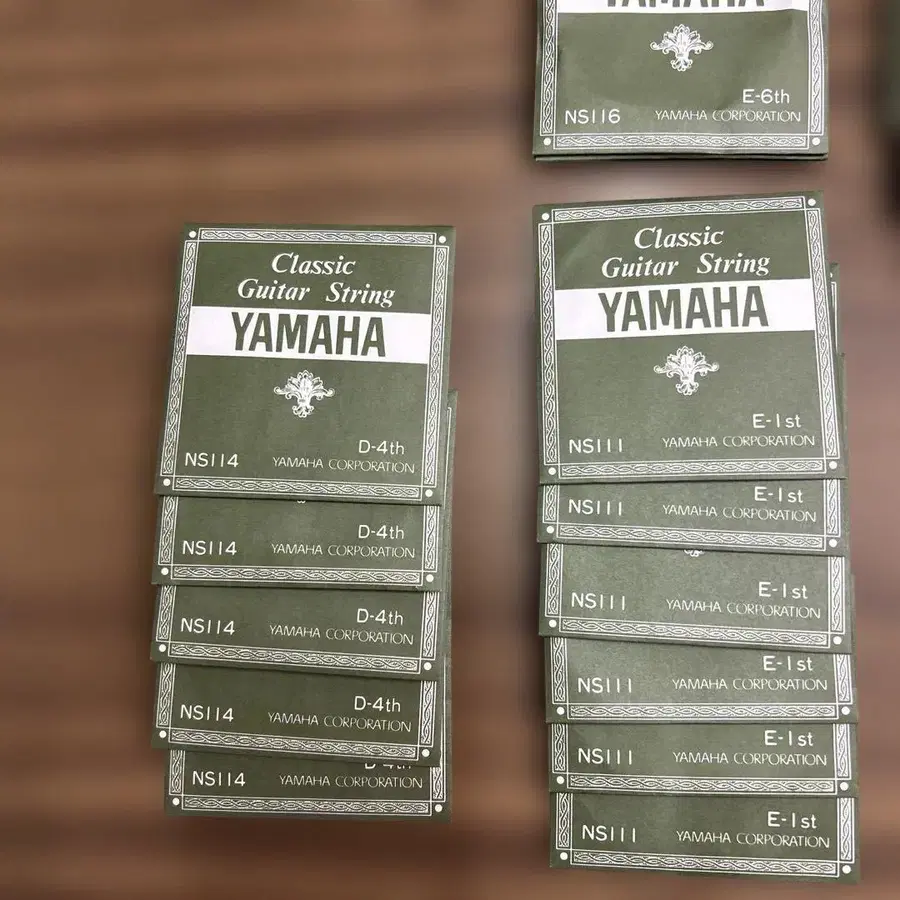 YAMAHA
E-6th
NS116 YAMAHA CORPORATION
Classic
Guitar String
YAMAHA
D-4th
NS114 YAMAHA CORPORATION
D-4th
NS114 YAMAHA CORPORATION
D-4th
NS114 YAMAHA CORPORATION
D-4th
NS114 YAMAHA CORPORATION
D-4th
NS114 YAMAHA CORPORATION
Classic
Guitar String
YAMAHA
E-1st
NS111 YAMAHA CORPORATION
E-1st
NS111 YAMAHA CORPORATION
E-1st
NS111 YAMAHA CORPORATION
E-1st
NS111 YAMAHA CORPORATION
E-1st
NS111 YAMAHA CORPORATION
E-1st
NS111 YAMAHA CORPORATION